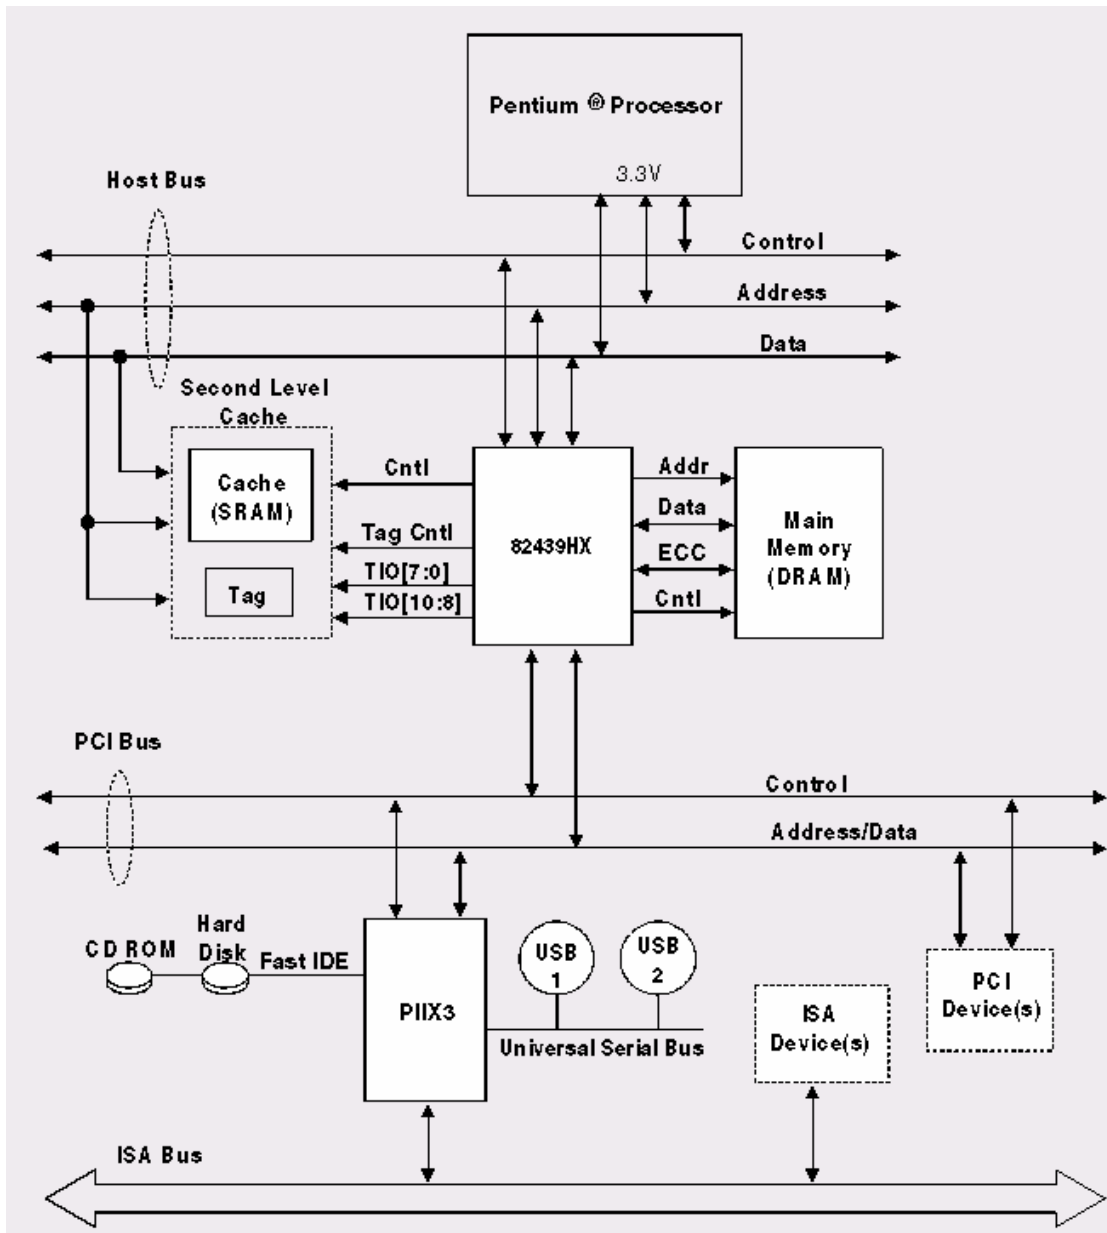 Pentium ® Processor
3.3V
Host Bus
Control
Address
Data
Second Level
Cache
Cache
(SRAM)
Tag
Cntl
Tag Cntl
TIO[7:0]
TIO[10:8]
82439HX
Addr
Data
ECC
Cntl
Main
Memory
(DRAM)
PCI Bus
Control
Address/Data
CD ROM
Hard
Disk
Fast IDE
PIIX3
USB
1
USB
2
Universal Serial Bus
ISA
Device(s)
PCI
Device(s)
ISA Bus